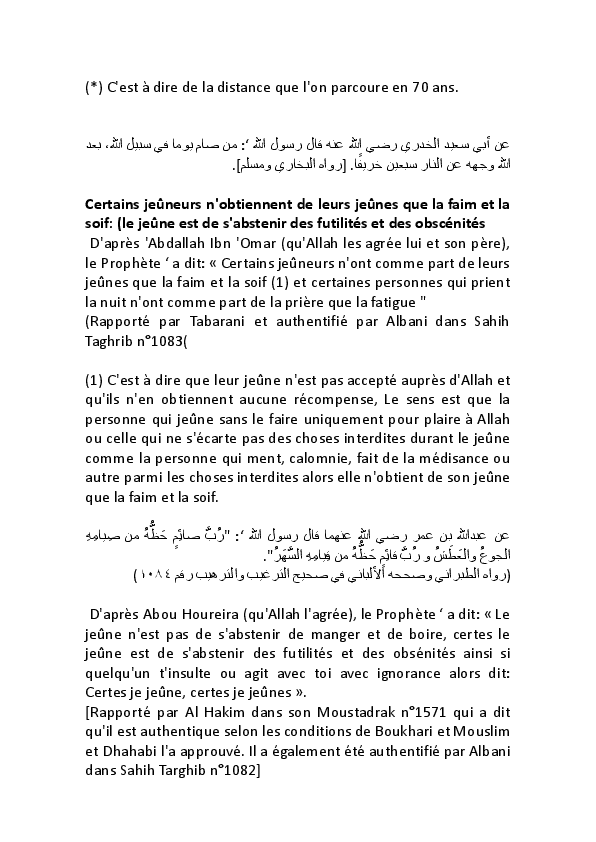 (*) C'est à dire de la distance que l'on parcoure en 70 ans.
عن أبي سعيد الخدري رضي الله عنه قال رسول الله ‘: من صام يوما في سبيل الله، بعد
الله وجهه عن النار سبعين خريفًا. [رواه البخاري ومسلم].
Certains jeûneurs n'obtiennent de leurs jeûnes que la faim et la
soif: (le jeûne est de s'abstenir des futilités et des obscénités
D'après 'Abdallah Ibn 'Omar (qu'Allah les agrée lui et son père),
le Prophète ‘ a dit: « Certains jeûneurs n'ont comme part de leurs
jeûnes que la faim et la soif (1) et certaines personnes qui prient
la nuit n'ont comme part de la prière que la fatigue "
(Rapporté par Tabarani et authentifié par Albani dans Sahih
Taghrib n°1083(
(1) C'est à dire que leur jeûne n'est pas accepté auprès d'Allah et
qu'ils n'en obtiennent aucune récompense, Le sens est que la
personne qui jeûne sans le faire uniquement pour plaire à Allah
ou celle qui ne s'écarte pas des choses interdites durant le jeûne
comme la personne qui ment, calomnie, fait de la médisance ou
autre parmi les choses interdites alors elle n'obtient de son jeûne
que la faim et la soif.
عن عبدالله بن عمر رضي الله عنهما قال رسول الله ‘: "رُبَّ صائِمٍ حَظُّهُ من صِيامِهِ
الجوعُ والعَطَشُ و رُبَّ قائِمٍ حَظُّهُ من قِيامِهِ السَّهَرُ".
(رواه الطبراني وصححه الألباني في صحيح الترغيب والترهيب رقم ١٠٨٤)
D'après Abou Houreira (qu'Allah l'agrée), le Prophète ‘ a dit: « Le
jeûne n'est pas de s'abstenir de manger et de boire, certes le
jeûne est de s'abstenir des futilités et des obsénités ainsi si
quelqu'un t'insulte ou agit avec toi avec ignorance alors dit:
Certes je jeûne, certes je jeûnes ».
[Rapporté par Al Hakim dans son Moustadrak n°1571 qui a dit
qu'il est authentique selon les conditions de Boukhari et Mouslim
et Dhahabi l'a approuvé. Il a également été authentifié par Albani
dans Sahih Targhib n°1082]